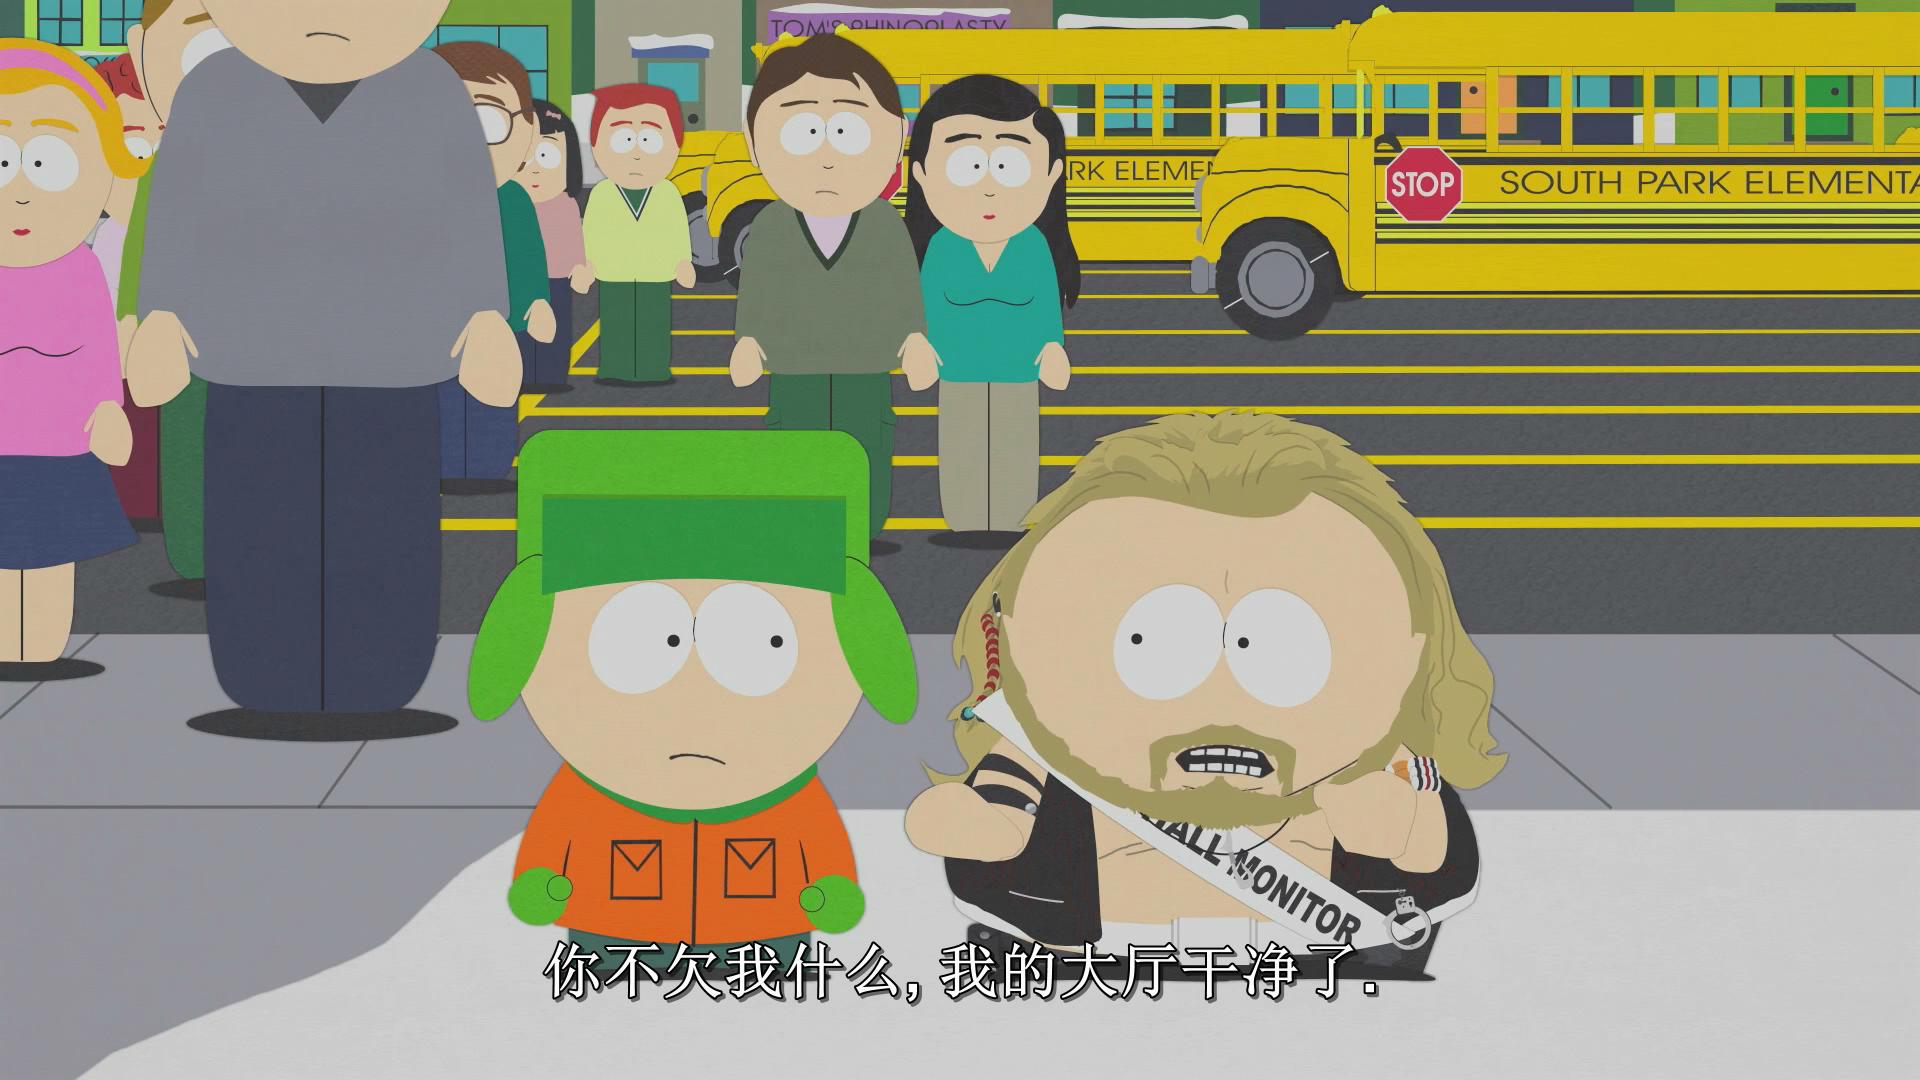 TOM'S RHINOPLASTY
RK ELEMEN
STOP
SOUTH PARK ELEMENTA
HALL MONITOR
你不欠我什么, 我的大厅干净了.